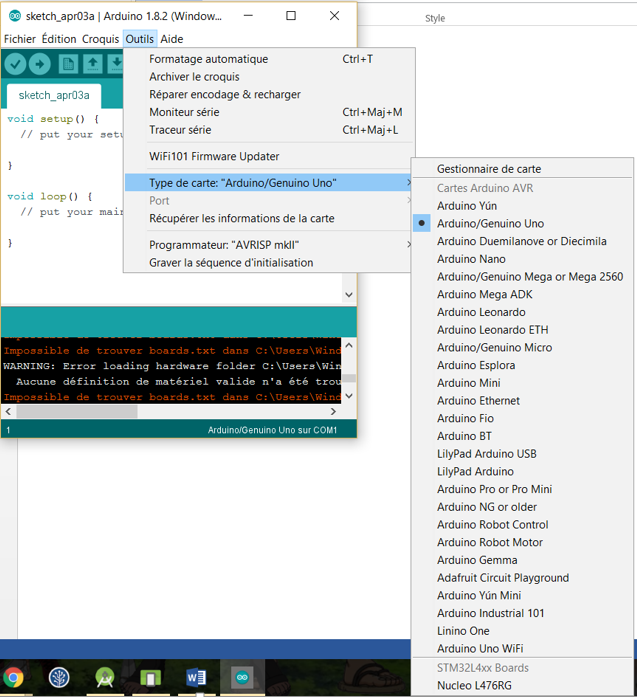 Style
sketch_apr03a | Arduino 1.8.2 (Window...
Fichier Édition Croquis Outils Aide
sketch_apr03a
void setup() {
// put your setu
}
void loop() {
// put your main
}
Formatage automatique Ctrl+T
Archiver le croquis
Réparer encodage & recharger
Moniteur série Ctrl+Maj+M
Traceur série Ctrl+Maj+L
WiFi101 Firmware Updater
Type de carte: "Arduino/Genuino Uno"
Port
Récupérer les informations de la carte
Programmateur: "AVRISP mkII"
Graver la séquence d'initialisation
Gestionnaire de carte
Cartes Arduino AVR
Arduino Yún
Arduino/Genuino Uno
Arduino Duemilanove or Diecimila
Arduino Nano
Arduino/Genuino Mega or Mega 2560
Arduino Mega ADK
Arduino Leonardo
Arduino Leonardo ETH
Arduino/Genuino Micro
Arduino Esplora
Arduino Mini
Arduino Ethernet
Arduino Fio
Arduino BT
LilyPad Arduino USB
LilyPad Arduino
Arduino Pro or Pro Mini
Arduino NG or older
Arduino Robot Control
Arduino Robot Motor
Arduino Gemma
Adafruit Circuit Playground
Arduino Yún Mini
Arduino Industrial 101
Linino One
Arduino Uno WiFi
STM32L4xx Boards
Nucleo L476RG
Impossible de trouver boards.txt dans C:\Users\Wind
WARNING: Error loading hardware folder C:\Users\Win
Aucune définition de matériel valide n'a été trou
Impossible de trouver boards.txt dans C:\Users\Wind
1 Arduino/Genuino Uno sur COM1